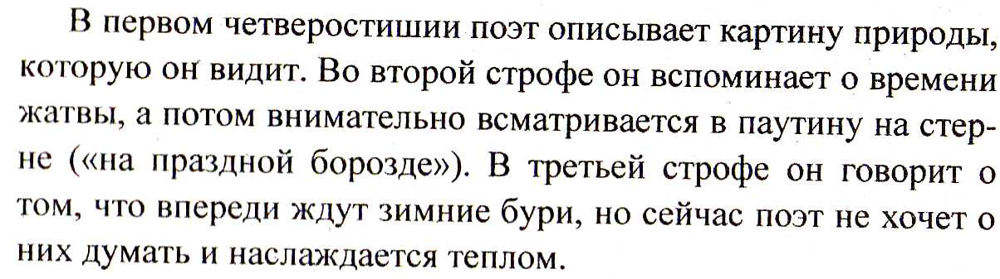 В первом четверостишии поэт описывает картину природы,
которую он видит. Во второй строфе он вспоминает о времени
жатвы, а потом внимательно всматривается в паутину на стер-
не («на праздной борозде»). В третьей строфе он говорит о
том, что впереди ждут зимние бури, но сейчас поэт не хочет о
них думать и наслаждается теплом.